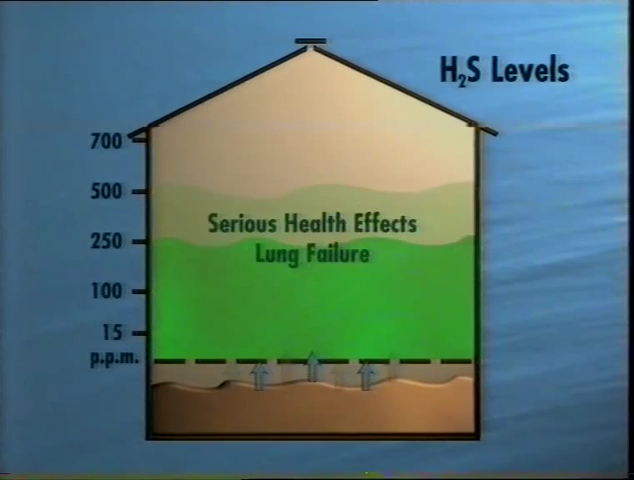 H₂S Levels
700
500
Serious Health Effects
250
Lung Failure
100
15
p.p.m.